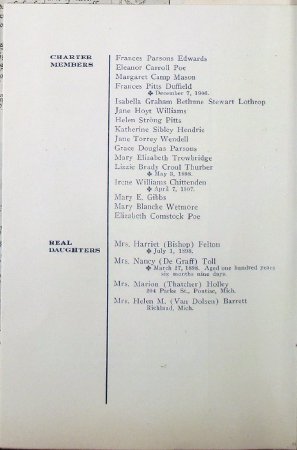 CHARTER MEMBERS
Frances Parsons Edwards
Eleanor Carroll Poe
Margaret Camp Mason
Frances Pitts Duffield
✤ December 7, 1906.
Isabella Graham Bethune Stewart Lothrop
Jane Hoyt Williams
Helen Strong Pitts
Katherine Sibley Hendrie
Jane Torrey Wendell
Grace Douglas Parsons
Mary Elizabeth Trowbridge
Lizzie Brady Croul Thurber
✤ May 3, 1898.
Irene Williams Chittenden
✤ April 7, 1907.
Mary E. Gibbs
Mary Blanche Wetmore
Elizabeth Comstock Poe
REAL DAUGHTERS
Mrs. Harriet (Bishop) Felton
✤ July 1, 1898.
Mrs. Nancy (De Graff) Toll
✤ March 27, 1898. Aged one hundred years
six months nine days.
Mrs. Marion (Thatcher) Holley
204 Parke St., Pontiac, Mich.
Mrs. Helen M. (Van Dolsen) Barrett
Richland, Mich.